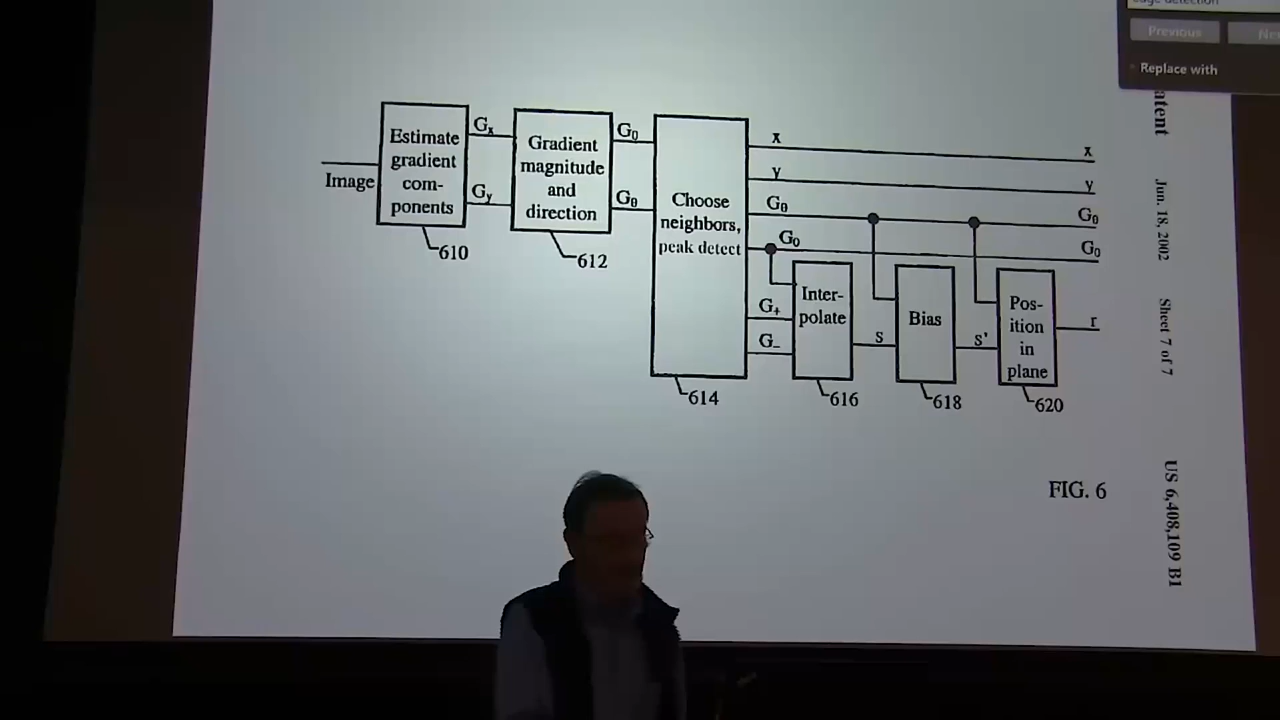 Previous
Replace with
Estimate
gradient
com-
ponents
Image
610
Gx
Gy
Gradient
magnitude
and
direction
612
G0
Gθ
Choose
neighbors,
peak detect
614
x
y
Gθ
G0
G+
G-
Inter-
polate
616
s
Bias
618
s'
Pos-
ition
in
plane
620
x
y
Gθ
G0
r
FIG. 6
Jun. 18, 2002
Sheet 7 of 7
US 6,408,109 B1